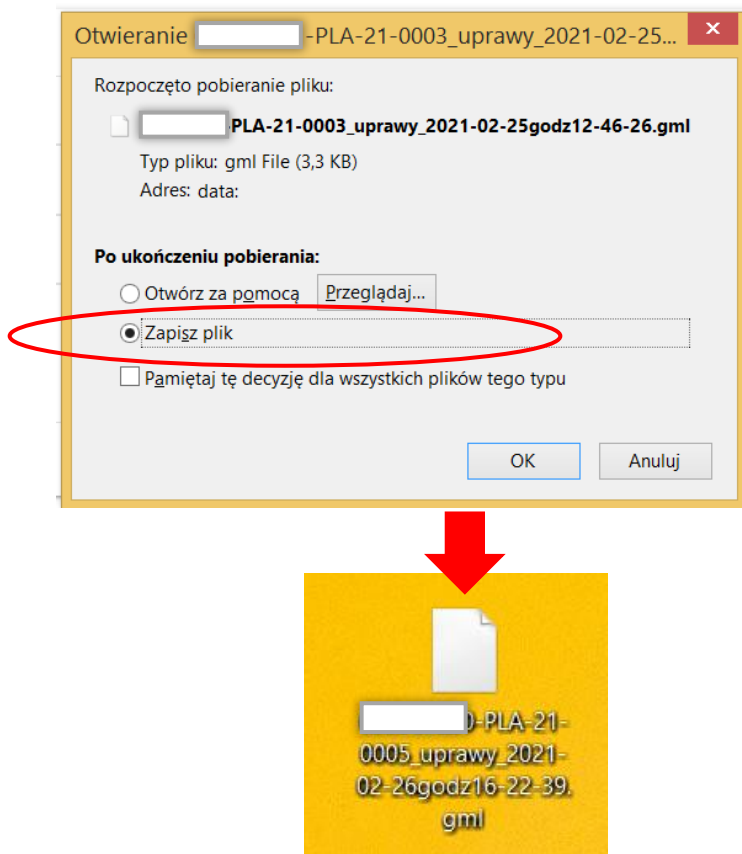 Otwieranie -PLA-21-0003_uprawy_2021-02-25...
Rozpoczęto pobieranie pliku:
PLA-21-0003_uprawy_2021-02-25godz12-46-26.gml
Typ pliku: gml File (3,3 KB)
Adres: data:
Po ukończeniu pobierania:
Otwórz za pomocą Przeglądaj...
Zapisz plik
Pamiętaj tę decyzję dla wszystkich plików tego typu
OK Anuluj
-PLA-21-
0005_uprawy_2021-
02-26godz16-22-39.
gml